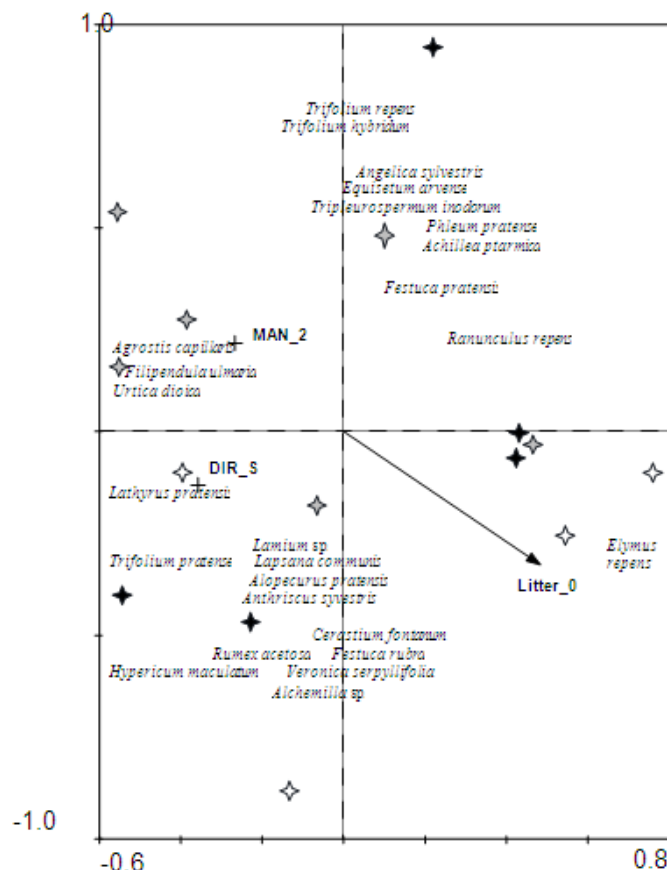 1.0
Trifolium repens
Trifolium hybridum
Angelica sylvestris
Equisetum arvense
Tripleurospermum inodorum
Phleum pratense
Achillea ptarmica
Festuca pratensis
MAN_2
Ranunculus repens
Agrostis capillaris
Filipendula ulmaria
Urtica dioica
DIR_S
Lathyrus pratensis
Lamium sp
Elymus
Trifolium pratense
Lapsana communis
repens
Alopecurus pratensis
Litter_0
Anthriscus syvestris
Cerastium fontanum
Rumex acetosa
Festuca rubra
Hypericum maculatum
Veronica serpyllifolia
Alchemilla sp
-1.0
-0.6
0.8